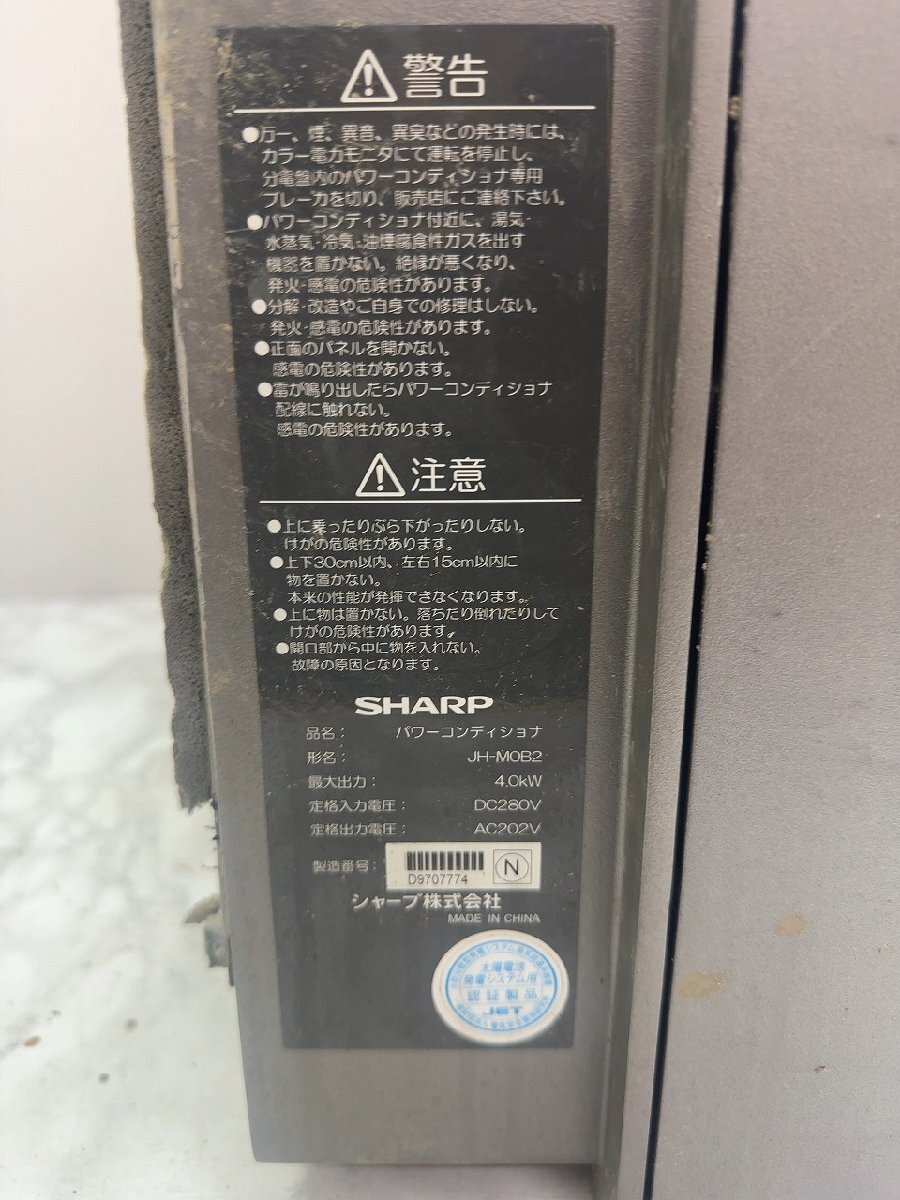 警告
●万一、煙、異音、異臭などの発生時には、
カラー電力モニタにて運転を停止し、
分電盤内のパワーコンディショナ専用
ブレーカを切り、販売店にご連絡下さい。
●パワーコンディショナ付近に、湯気・
水蒸気・冷気・油煙腐食性ガスを出す
機器を置かない。絶縁が悪くなり、
発火・感電の危険性があります。
●分解・改造やご自身での修理はしない。
発火・感電の危険性があります。
●正面のパネルを開かない。
感電の危険性があります。
●雷が鳴り出したらパワーコンディショナ
配線に触れない。
感電の危険性があります。
注意
●上に乗ったりぶら下がったりしない。
けがの危険性があります。
●上下30cm以内、左右15cm以内に
物を置かない。
本来の性能が発揮できなくなります。
●上に物は置かない。落ちたり倒れたりして
けがの危険性があります。
●開口部から中に物を入れない。
故障の原因となります。
SHARP
品名: パワーコンディショナ
形名: JH-M0B2
最大出力: 4.0kW
定格入力電圧: DC280V
定格出力電圧: AC202V
製造番号: D9707774 N
シャープ株式会社
MADE IN CHINA
発電システム用
JET